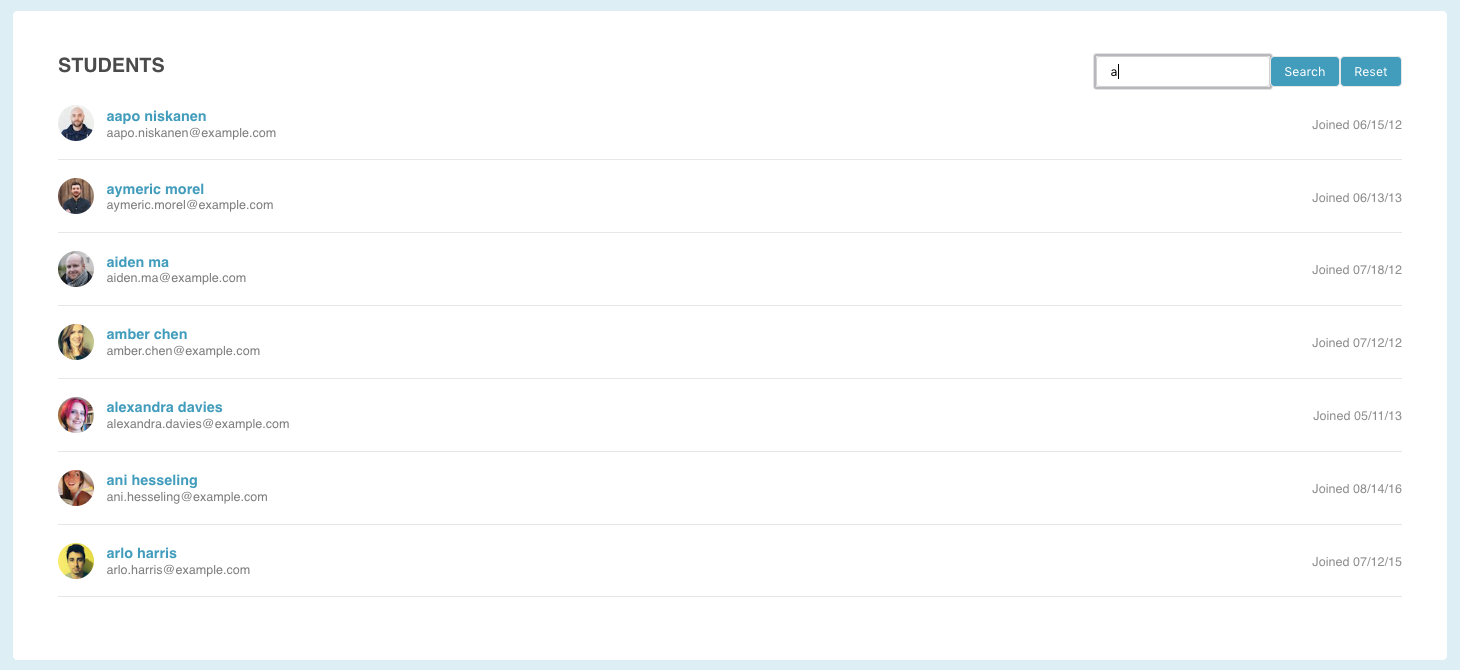 STUDENTS
a
Search
Reset
aapo niskanen
aapo.niskanen@example.com
Joined 06/15/12
aymeric morel
aymeric.morel@example.com
Joined 06/13/13
aiden ma
aiden.ma@example.com
Joined 07/18/12
amber chen
amber.chen@example.com
Joined 07/12/12
alexandra davies
alexandra.davies@example.com
Joined 05/11/13
ani hesseling
ani.hesseling@example.com
Joined 08/14/16
arlo harris
arlo.harris@example.com
Joined 07/12/15